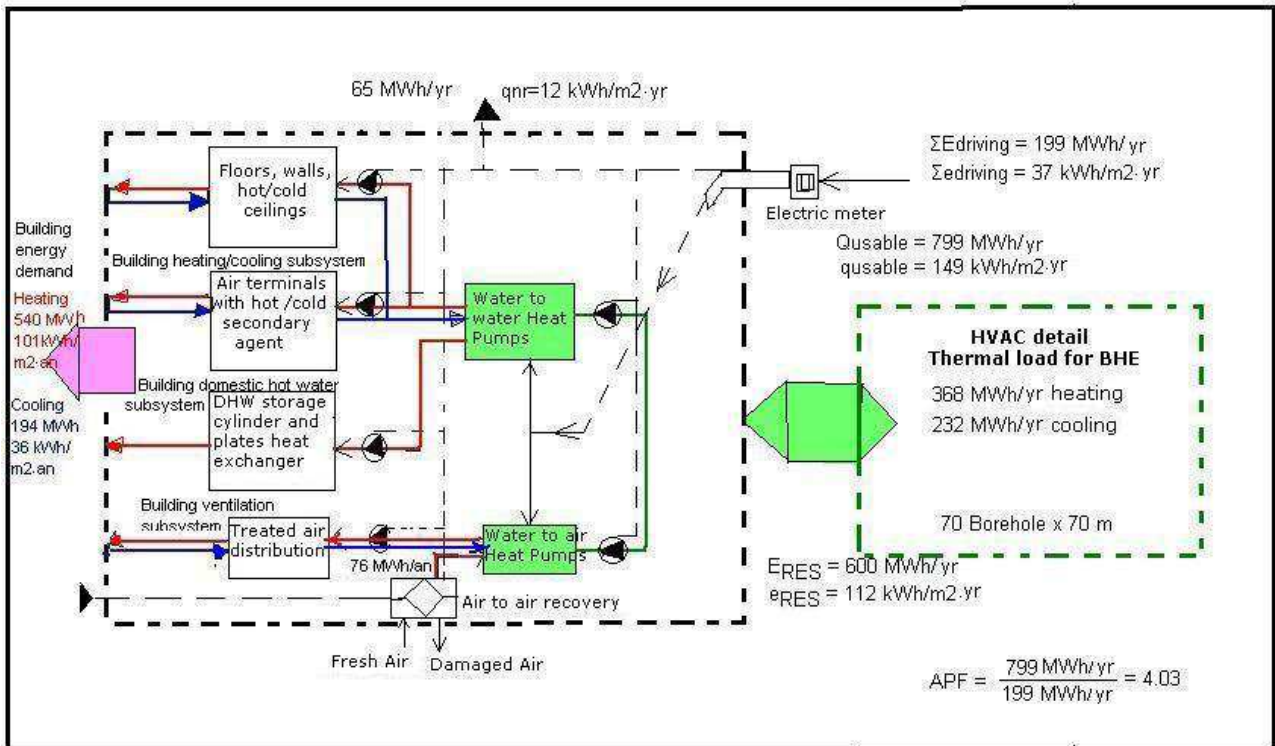 65 MWh/yr
qnr=12 kWh/m2·yr
ΣEdriving = 199 MWh/yr
Σedriving = 37 kWh/m2·yr
Electric meter
Qusable = 799 MWh/yr
qusable = 149 kWh/m2·yr
Floors, walls,
hot/cold
ceilings
Building
energy
demand
Building heating/cooling subsystem
Heating
540 MWh
101kWh/
m2·an
Air terminals
with hot /cold
secondary
agent
Water to
water Heat
Pumps
HVAC detail
Thermal load for BHE
368 MWh/yr heating
232 MWh/yr cooling
70 Borehole x 70 m
Building domestic hot water
subsystem
Cooling
194 MWh
36 kWh/
m2·an
DHW storage
cylinder and
plates heat
exchanger
Building ventilation
subsystem
Treated air
distribution
76 MWh/an
Water to air
Heat Pumps
Air to air recovery
Fresh Air
Damaged Air
ERES = 600 MWh/yr
eRES = 112 kWh/m2·yr
APF = 799 MWh/yr / 199 MWh/yr = 4.03